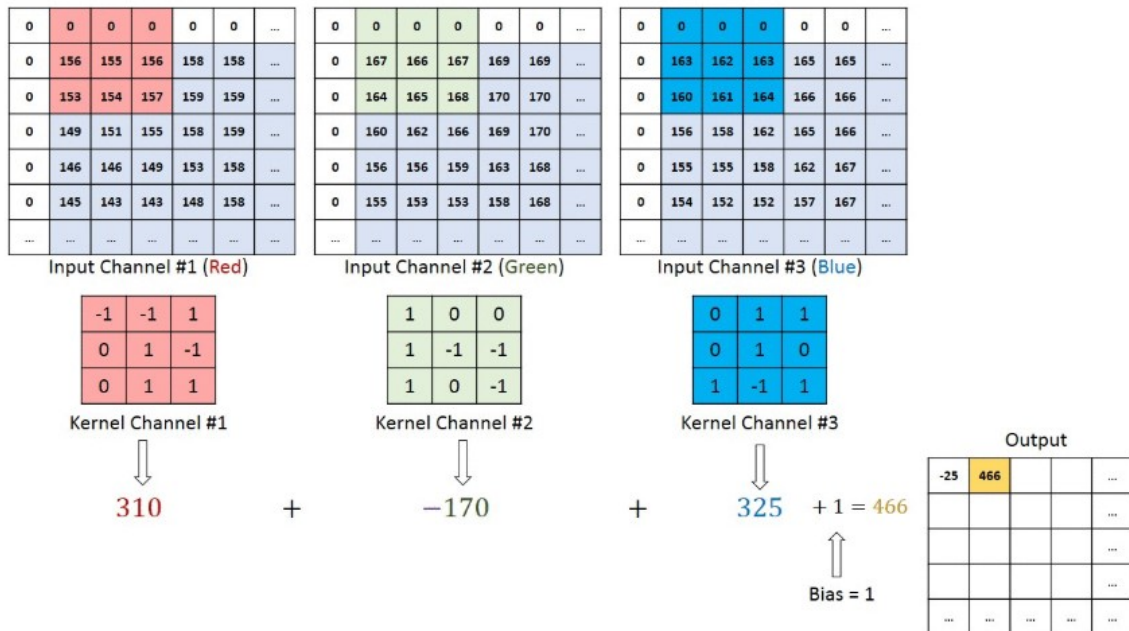 0 0 0 0 0 0 ...
0 156 155 156 158 158 ...
0 153 154 157 159 159 ...
0 149 151 155 158 159 ...
0 146 146 149 153 158 ...
0 145 143 143 148 158 ...
... ... ... ... ... ... ...
Input Channel #1 (Red)
0 0 0 0 0 0 ...
0 167 166 167 169 169 ...
0 164 165 168 170 170 ...
0 160 162 166 169 170 ...
0 156 156 159 163 168 ...
0 155 153 153 158 168 ...
... ... ... ... ... ... ...
Input Channel #2 (Green)
0 0 0 0 0 0 ...
0 163 162 163 165 165 ...
0 160 161 164 166 166 ...
0 156 158 162 165 166 ...
0 155 155 158 162 167 ...
0 154 152 152 157 167 ...
... ... ... ... ... ... ...
Input Channel #3 (Blue)
-1 -1 1
0 1 -1
0 1 1
Kernel Channel #1
1 0 0
1 -1 -1
1 0 -1
Kernel Channel #2
0 1 1
0 1 0
1 -1 1
Kernel Channel #3
310 + −170 + 325 + 1 = 466
Bias = 1
Output
-25 466 ...
...
...
...
... ... ... ... ...